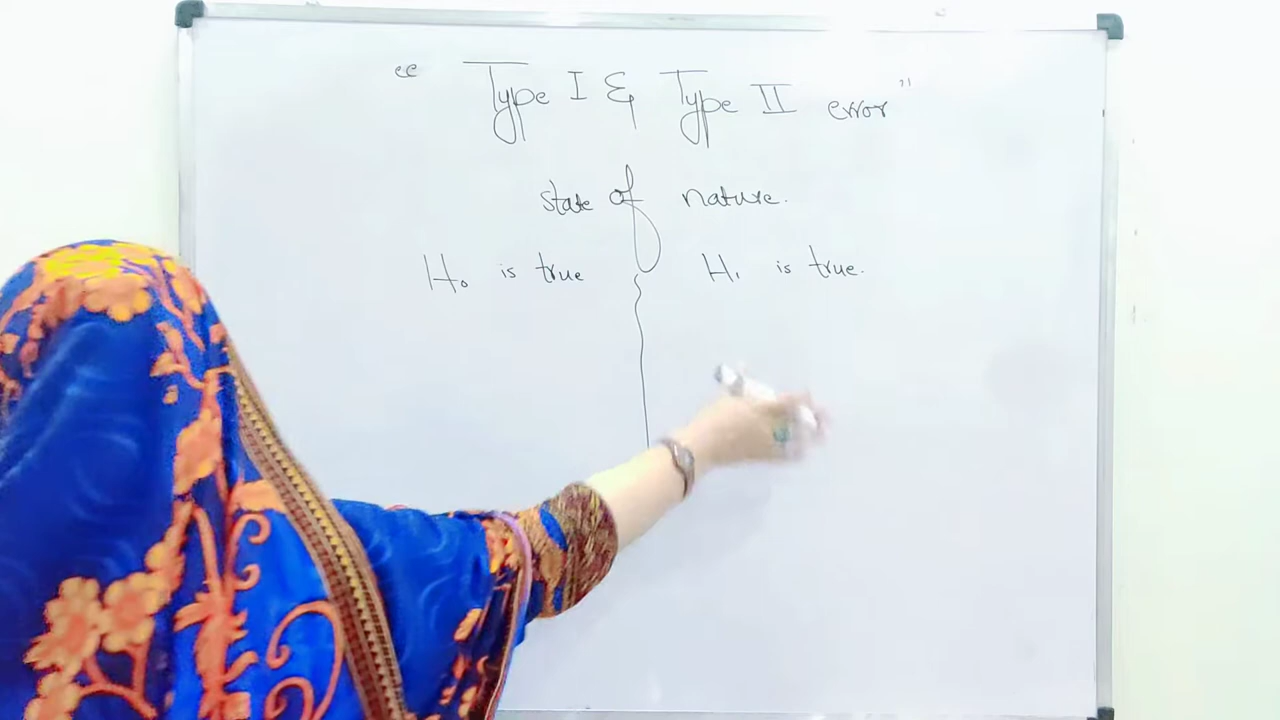 “ Type I & Type II error ”
state of nature.
H₀ is true H₁ is true.